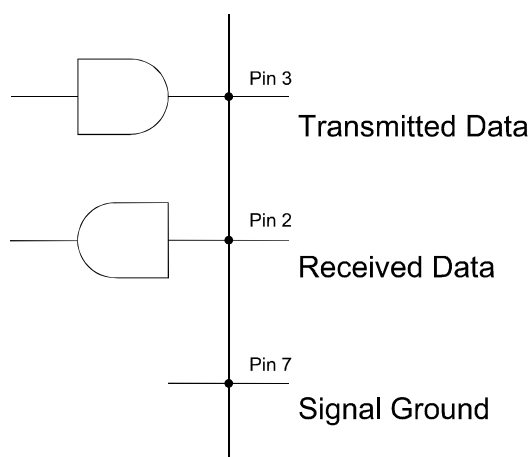 Pin 3
Transmitted Data
Pin 2
Received Data
Pin 7
Signal Ground